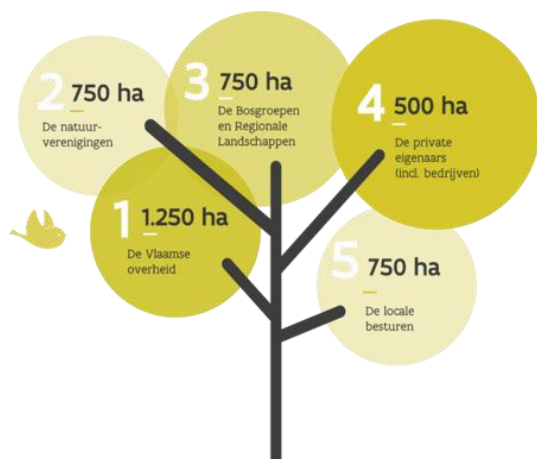 1
1.250 ha
De Vlaamse
overheid
2
750 ha
De natuur-
verenigingen
3
750 ha
De Bosgroepen
en Regionale
Landschappen
4
500 ha
De private
eigenaars
(incl. bedrijven)
5
750 ha
De locale
besturen